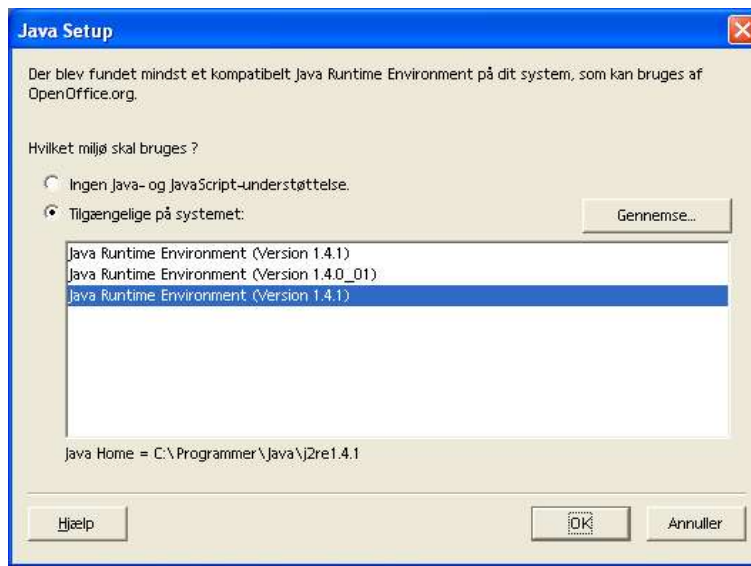 Java Setup
Der blev fundet mindst et kompatibelt Java Runtime Environment på dit system, som kan bruges af
OpenOffice.org.
Hvilket miljø skal bruges ?
Ingen Java- og JavaScript-understøttelse.
Tilgængelige på systemet:
Gennemse...
Java Runtime Environment (Version 1.4.1)
Java Runtime Environment (Version 1.4.0_01)
Java Runtime Environment (Version 1.4.1)
Java Home = C:\Programmer\Java\j2re1.4.1
Hjælp
OK
Annuller